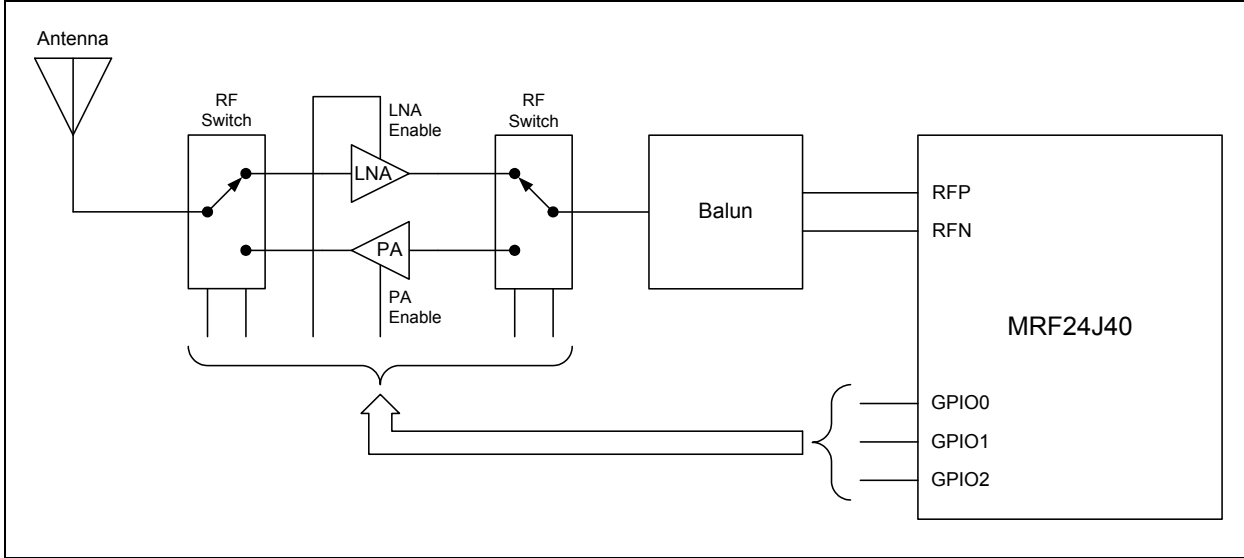 Antenna
RF
Switch
LNA
Enable
RF
Switch
LNA
PA
PA
Enable
Balun
RFP
RFN
MRF24J40
GPIO0
GPIO1
GPIO2